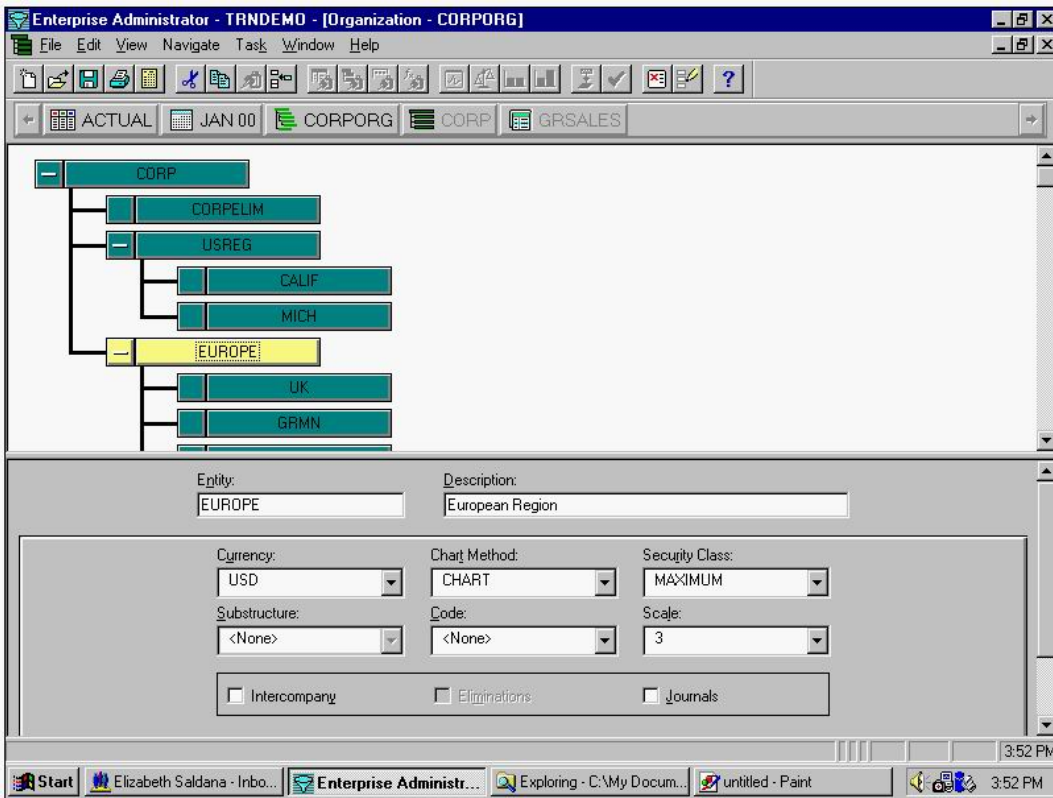 Enterprise Administrator - TRNDEMO - [Organization - CORPORG]
File Edit View Navigate Task Window Help
ACTUAL JAN 00 CORPORG CORP GRSALES
CORP
CORPELIM
USREG
CALIF
MICH
EUROPE
UK
GRMN
Entity: Description:
EUROPE European Region
Currency: Chart Method: Security Class:
USD CHART MAXIMUM
Substructure: Code: Scale:
<None> <None> 3
Intercompany Eliminations Journals
3:52 PM
Start Elizabeth Saldana - Inbo... Enterprise Administr... Exploring - C:\My Docum... untitled - Paint 3:52 PM